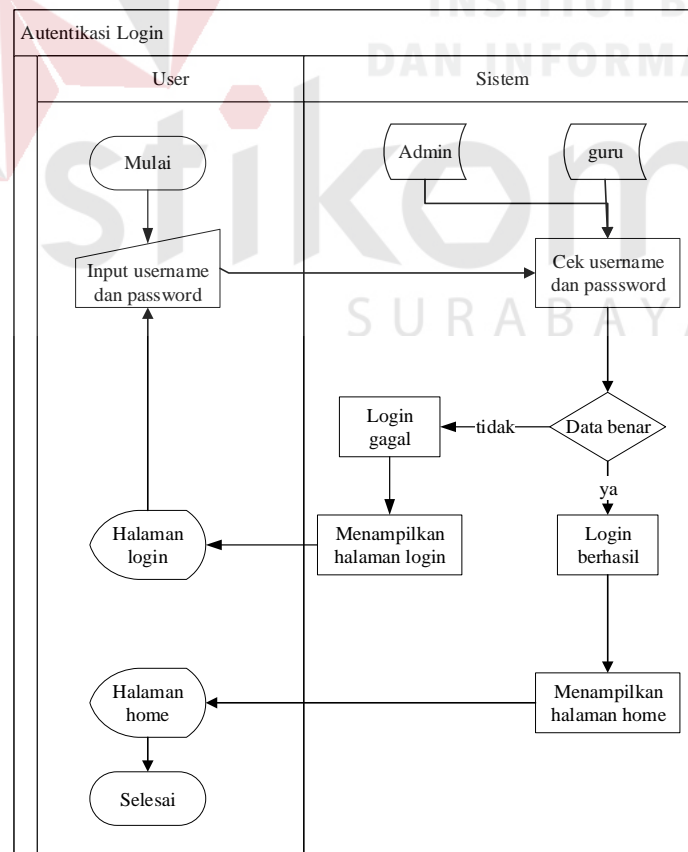 INSTITUT B
DAN INFORMA
Autentikasi Login
User
Sistem
Mulai
Admin
guru
stikom
Input username
dan password
Cek username
dan passsword
SURABAYA
Login
gagal
tidak
Data benar
ya
Halaman
login
Menampilkan
halaman login
Login
berhasil
Halaman
home
Menampilkan
halaman home
Selesai